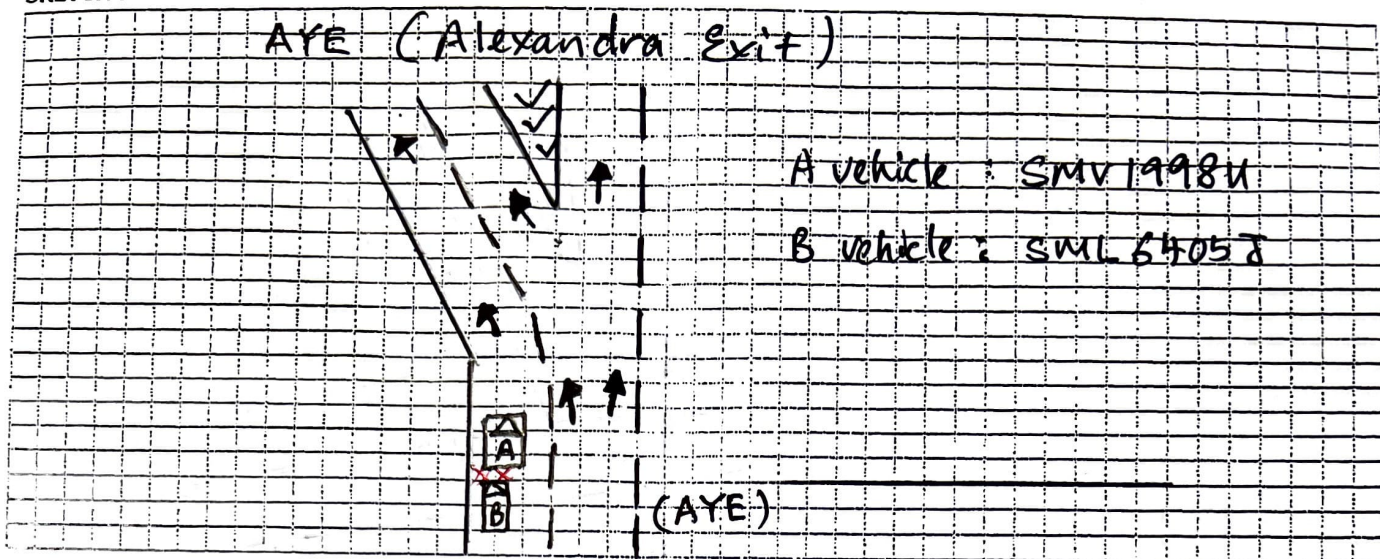 AYE (Alexandra Exit)
A vehicle : SMV1998U
B vehicle : SML6405J
A
B
(AYE)